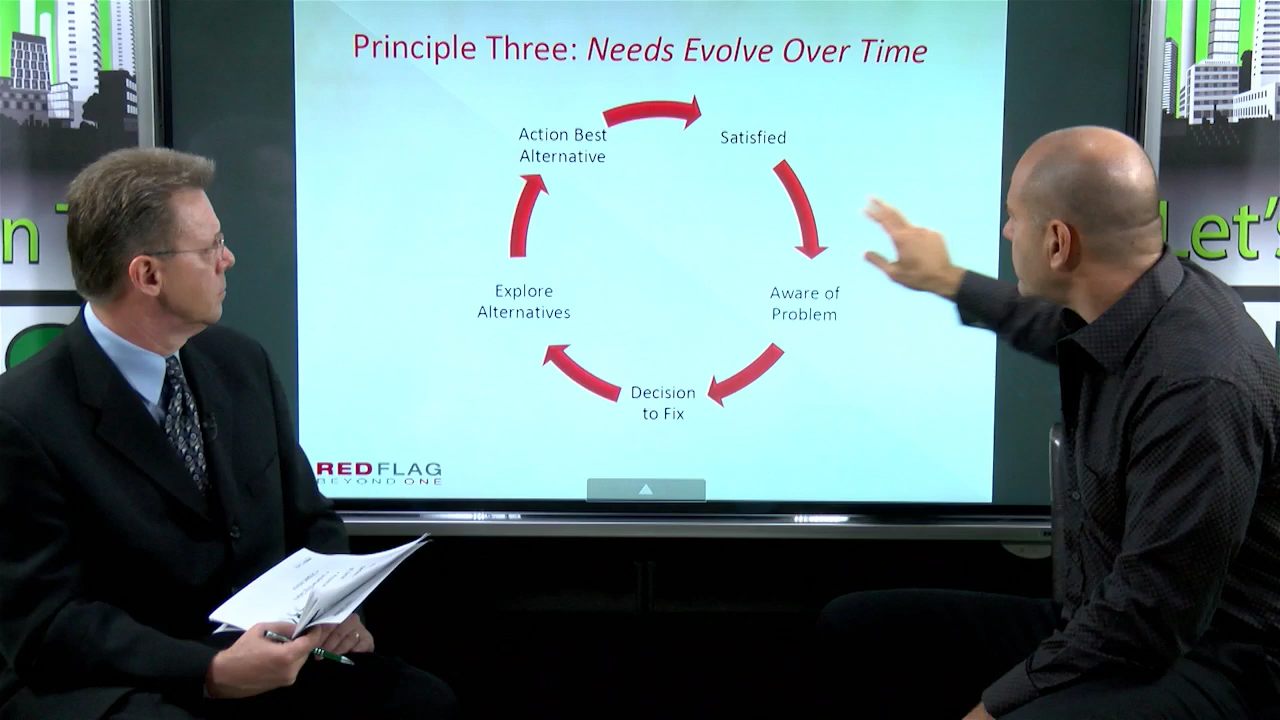 Principle Three: Needs Evolve Over Time
Action Best
Alternative
Satisfied
Aware of
Problem
Decision
to Fix
Explore
Alternatives
REDFLAG
BEYOND ONE
n
Let's